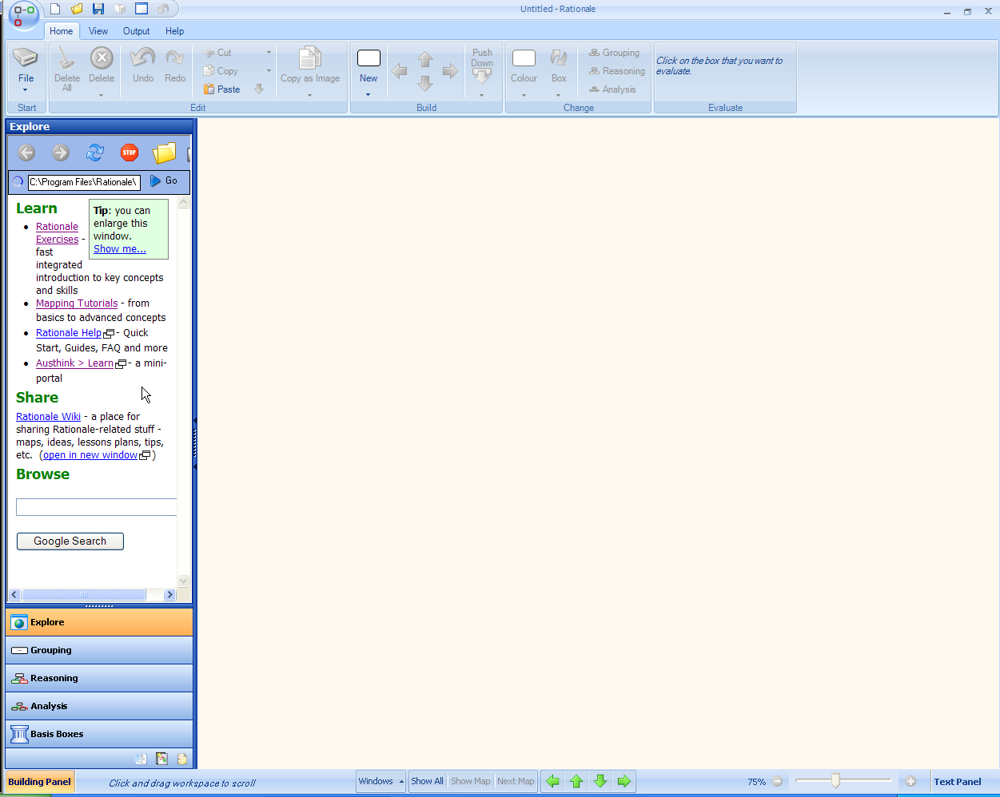 Untitled - Rationale
Home View Output Help
File
Start
Delete All
Delete
Undo
Redo
Cut
Copy
Paste
Copy as Image
Edit
New
Push Down
Build
Colour
Box
Grouping
Reasoning
Analysis
Change
Click on the box that you want to
evaluate.
Evaluate
Explore
STOP
C:\Program Files\Rationale\
Go
Learn
Tip: you can
enlarge this
window.
Show me...
Rationale
Exercises -
fast
integrated
introduction to key concepts
and skills
Mapping Tutorials - from
basics to advanced concepts
Rationale Help - Quick
Start, Guides, FAQ and more
Austhink > Learn - a mini-
portal
Share
Rationale Wiki - a place for
sharing Rationale-related stuff -
maps, ideas, lessons plans, tips,
etc. (open in new window)
Browse
Google Search
Explore
Grouping
Reasoning
Analysis
Basis Boxes
Building Panel
Click and drag workspace to scroll
Windows
Show All
Show Map
Next Map
75%
Text Panel